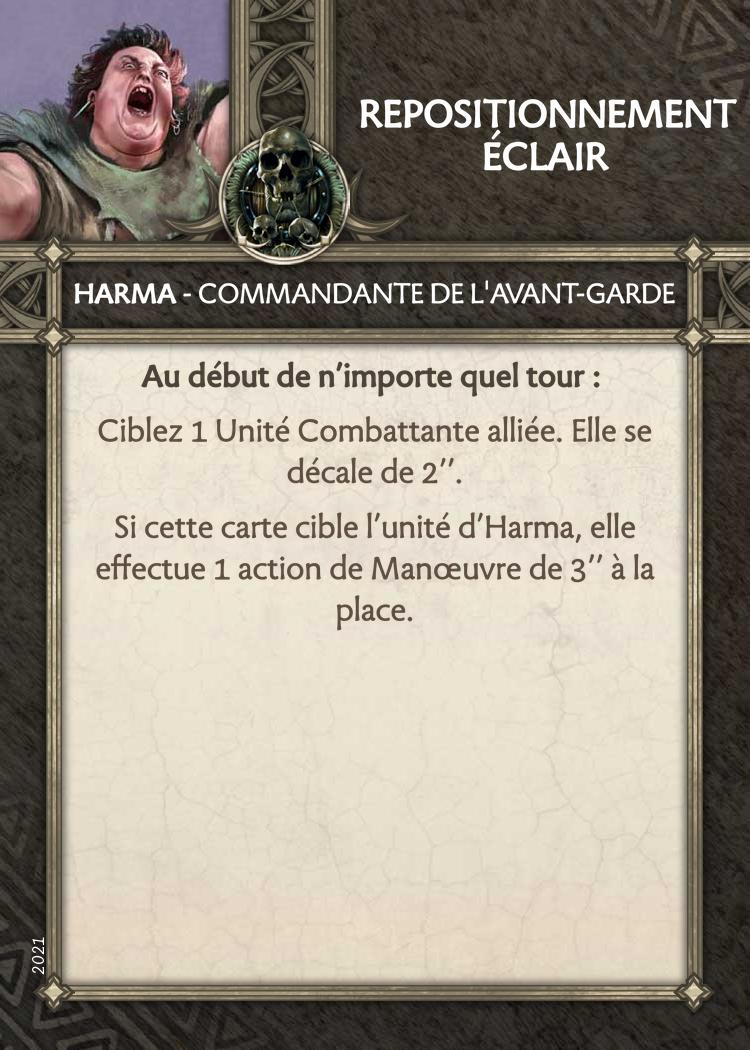 REPOSITIONNEMENT
ÉCLAIR
HARMA - COMMANDANTE DE L'AVANT-GARDE
Au début de n’importe quel tour :
Ciblez 1 Unité Combattante alliée. Elle se
décale de 2’’.
Si cette carte cible l’unité d’Harma, elle
effectue 1 action de Manœuvre de 3’’ à la
place.
2021